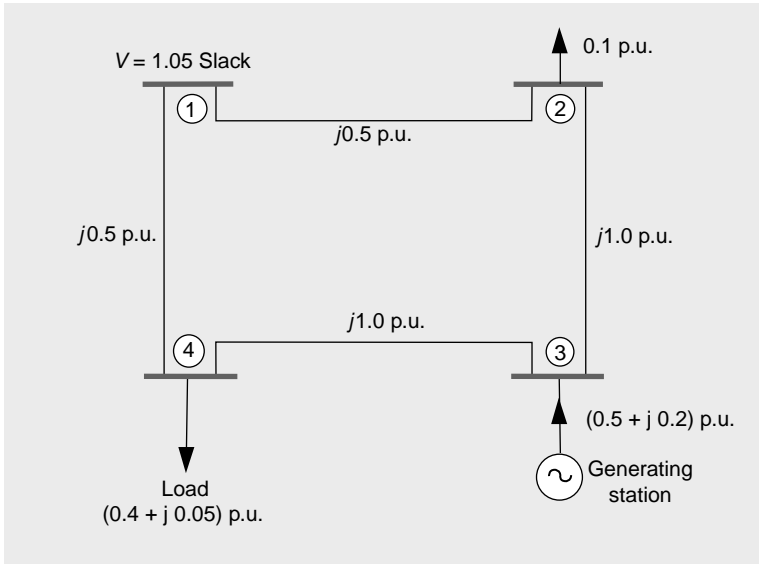 V = 1.05 Slack
0.1 p.u.
1
2
j0.5 p.u.
j0.5 p.u.
j1.0 p.u.
j1.0 p.u.
4
3
(0.5 + j 0.2) p.u.
Generating
station
Load
(0.4 + j 0.05) p.u.